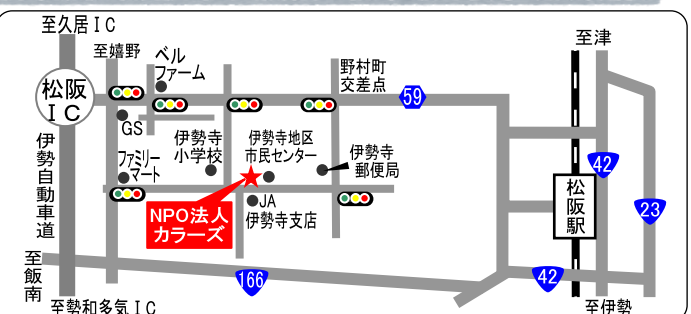 至久居IC
至嬉野
ベル
ファーム
野村町
交差点
至津
松阪
IC
59
GS
伊勢寺
小学校
伊勢寺地区
市民センター
伊勢寺
郵便局
42
伊勢自動車道
ファミリー
マート
松阪駅
23
NPO法人
カラーズ
JA
伊勢寺支店
至飯南
166
42
至勢和多気IC
至伊勢